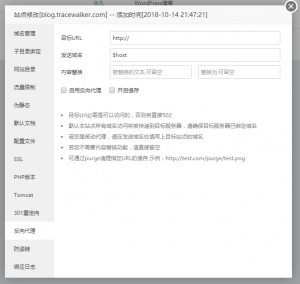 永久 WordPress博客
站点修改[blog.tracewalker.com] -- 添加时间[2018-10-14 21:47:21]
域名管理
子目录绑定
网站目录
流量限制
伪静态
默认文档
配置文件
SSL
PHP版本
Tomcat
301重定向
反向代理
防盗链
响应日志
目标URL http://
发送域名 $host
内容替换 被替换的文本,可留空 替换为,可留空
启用反向代理 开启缓存
目标Url必需是可以访问的，否则将直接502
默认本站点所有域名访问将被传递到目标服务器，请确保目标服务器已绑定域名
若您是被动代理，请在发送域名处填写上目标站点的域名
若您不需要内容替换功能，请直接留空
可通过purge清理指定URL的缓存,示例：http://test.com/purge/test.png